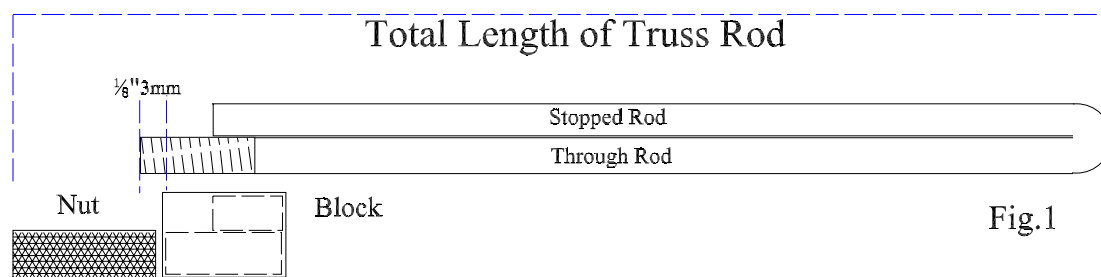 Total Length of Truss Rod
⅛"3mm
Stopped Rod
Through Rod
Nut
Block
Fig.1